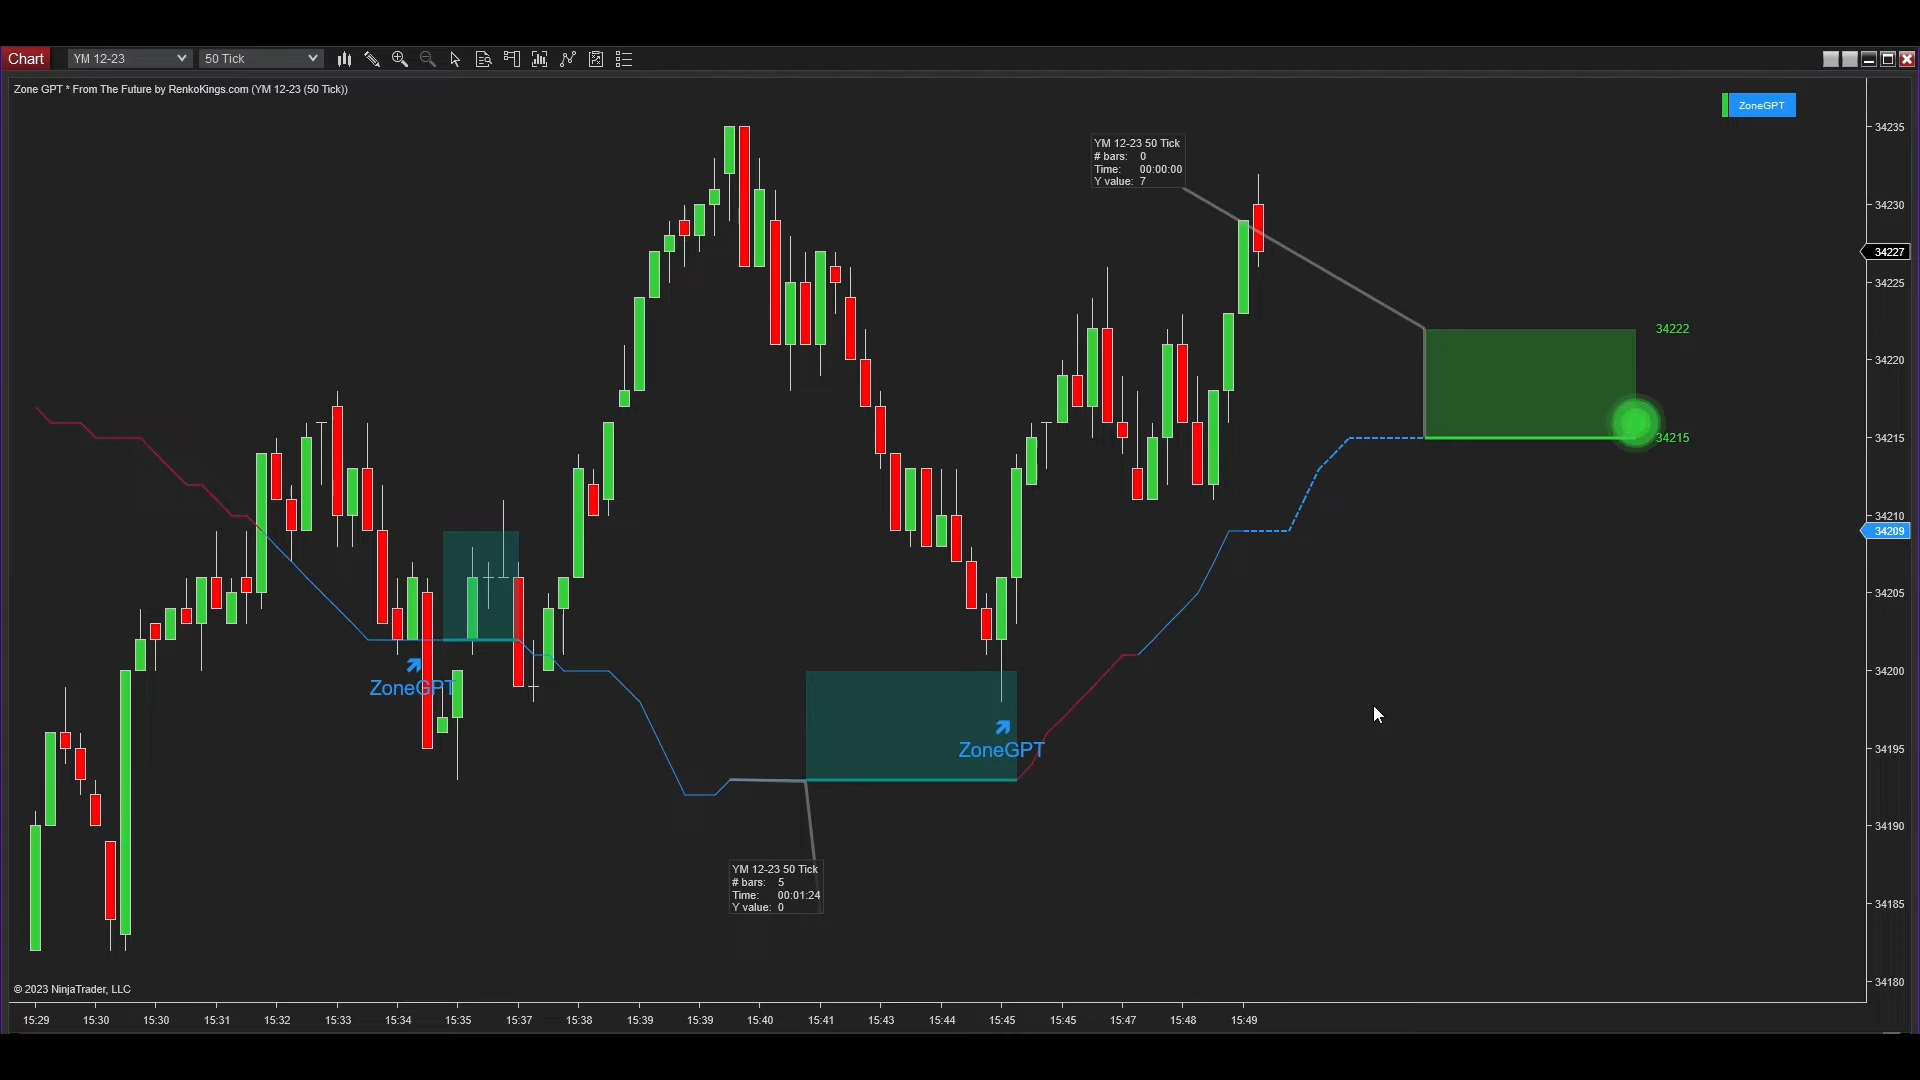 Chart YM 12-23 50 Tick
Zone GPT * From The Future by RenkoKings.com (YM 12-23 (50 Tick))
ZoneGPT
YM 12-23 50 Tick
# bars: 0
Time: 00:00:00
Y value: 7
34235
34230
34227
34225
34222
34220
34215
34215
34210
34209
34205
34200
34195
34190
34185
34180
ZoneGPT
ZoneGPT
YM 12-23 50 Tick
# bars: 5
Time: 00:01:24
Y value: 0
© 2023 NinjaTrader, LLC
15:29 15:30 15:30 15:31 15:32 15:33 15:34 15:35 15:37 15:38 15:39 15:39 15:40 15:41 15:43 15:44 15:45 15:45 15:47 15:48 15:49